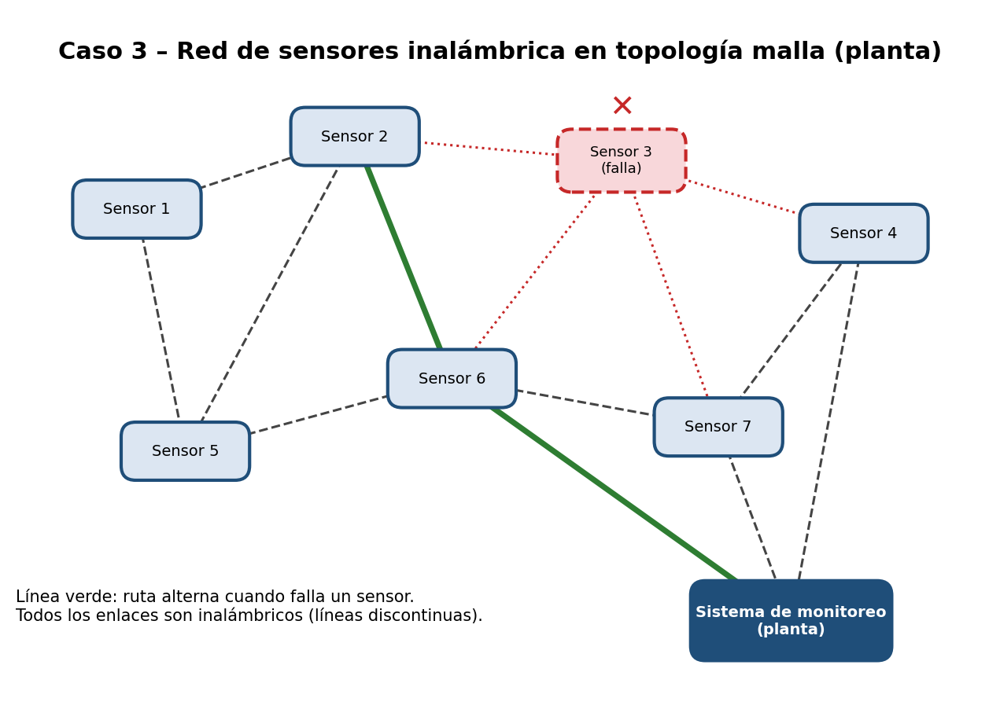 Caso 3 – Red de sensores inalámbrica en topología malla (planta)
✕
Sensor 2
Sensor 3
(falla)
Sensor 1
Sensor 4
Sensor 6
Sensor 7
Sensor 5
Línea verde: ruta alterna cuando falla un sensor.
Todos los enlaces son inalámbricos (líneas discontinuas).
Sistema de monitoreo
(planta)